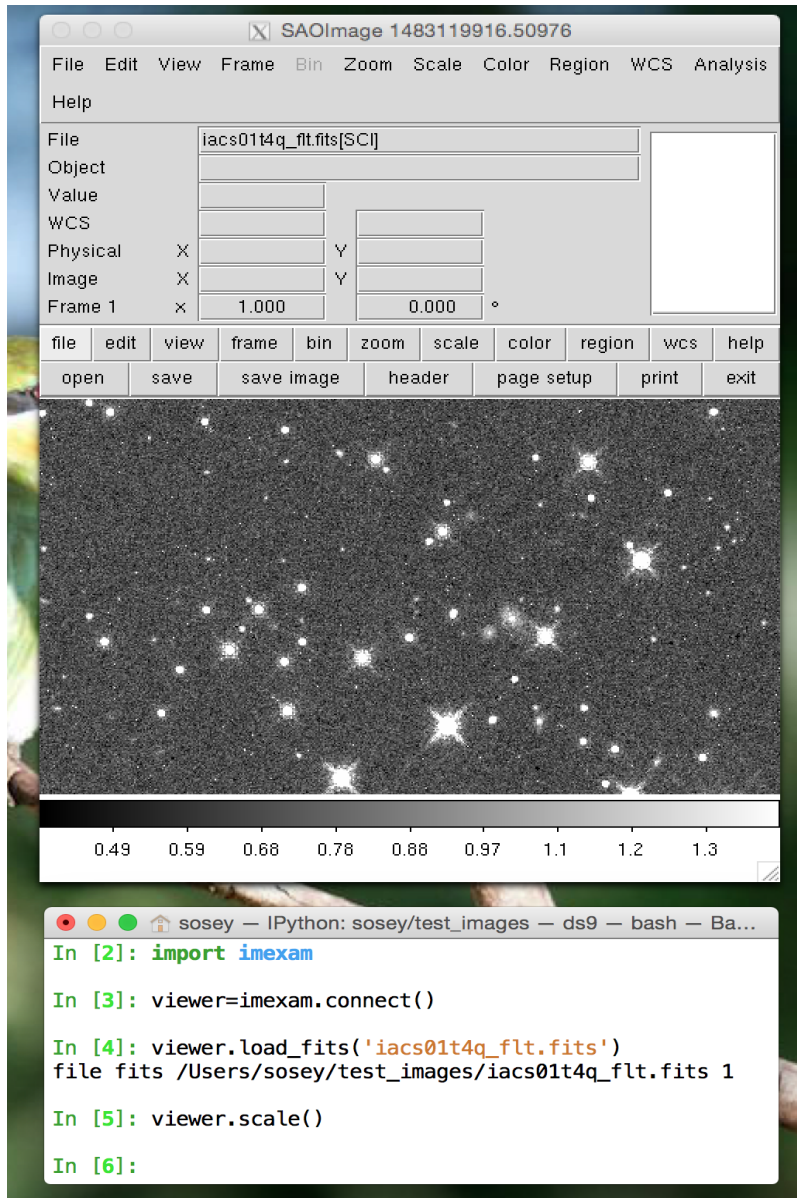 SAOImage 1483119916.50976
File Edit View Frame Bin Zoom Scale Color Region WCS Analysis
Help
File iacs01t4q_flt.fits[SCI]
Object
Value
WCS
Physical X Y
Image X Y
Frame 1 x 1.000 0.000 °
file edit view frame bin zoom scale color region wcs help
open save save image header page setup print exit
0.49 0.59 0.68 0.78 0.88 0.97 1.1 1.2 1.3
sosey — IPython: sosey/test_images — ds9 — bash — Ba...
In [2]: import imexam
In [3]: viewer=imexam.connect()
In [4]: viewer.load_fits('iacs01t4q_flt.fits')
file fits /Users/sosey/test_images/iacs01t4q_flt.fits 1
In [5]: viewer.scale()
In [6]: